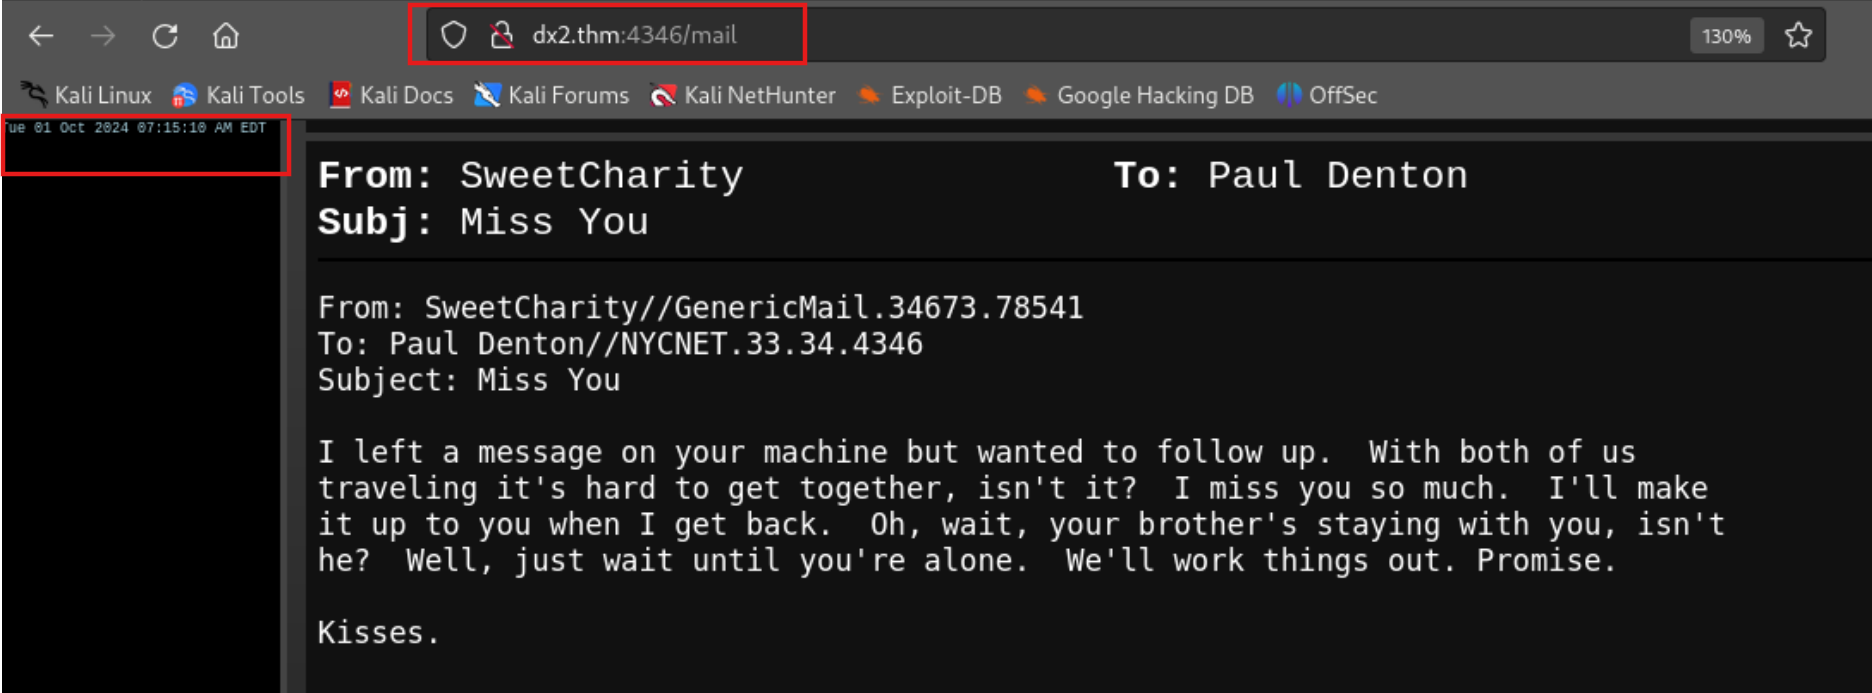 dx2.thm:4346/mail
130%
Kali Linux Kali Tools Kali Docs Kali Forums Kali NetHunter Exploit-DB Google Hacking DB OffSec
Tue 01 Oct 2024 07:15:10 AM EDT
From: SweetCharity To: Paul Denton
Subj: Miss You
From: SweetCharity//GenericMail.34673.78541
To: Paul Denton//NYCNET.33.34.4346
Subject: Miss You
I left a message on your machine but wanted to follow up.  With both of us
traveling it's hard to get together, isn't it?  I miss you so much.  I'll make
it up to you when I get back.  Oh, wait, your brother's staying with you, isn't
he?  Well, just wait until you're alone.  We'll work things out. Promise.
Kisses.